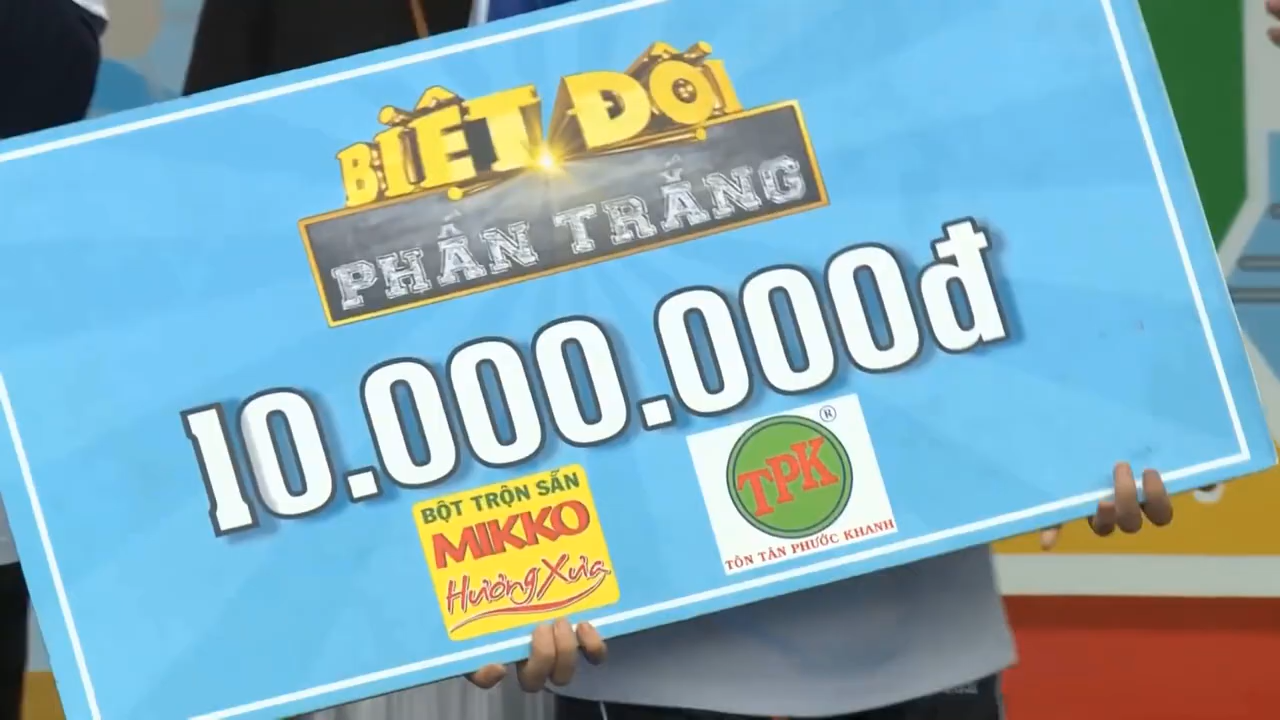 BIỆT ĐỘI
PHẤN TRẮNG
10.000.000đ
BỘT TRỘN SẴN
MIKKO
Hương Xưa
TPK
®
TÔN TÂN PHƯỚC KHANH